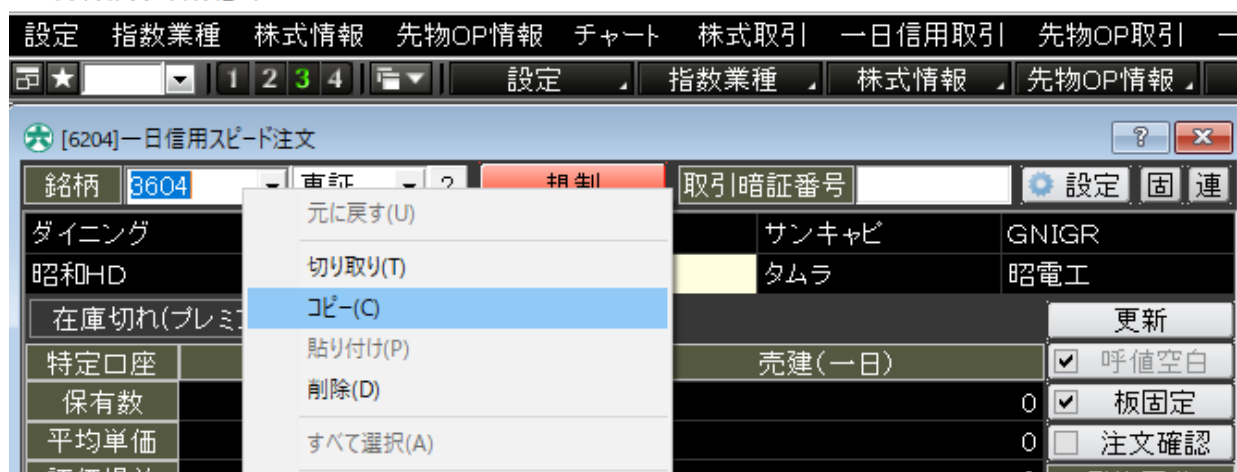 設定 指数業種 株式情報 先物OP情報 チャート 株式取引 一日信用取引 先物OP取引
1 2 3 4 設定 指数業種 株式情報 先物OP情報
[6204]一日信用スピード注文 ?
銘柄 3604 東証 ? 規制 取引暗証番号 設定 固 連
元に戻す(U)
ダイニング サンキャピ GNIGR
切り取り(T)
昭和HD タムラ 昭電工
コピー(C)
在庫切れ(プレミ 更新
貼り付け(P)
特定口座 売建(一日) 呼値空白
削除(D)
保有数 0 板固定
すべて選択(A)
平均単価 0 注文確認